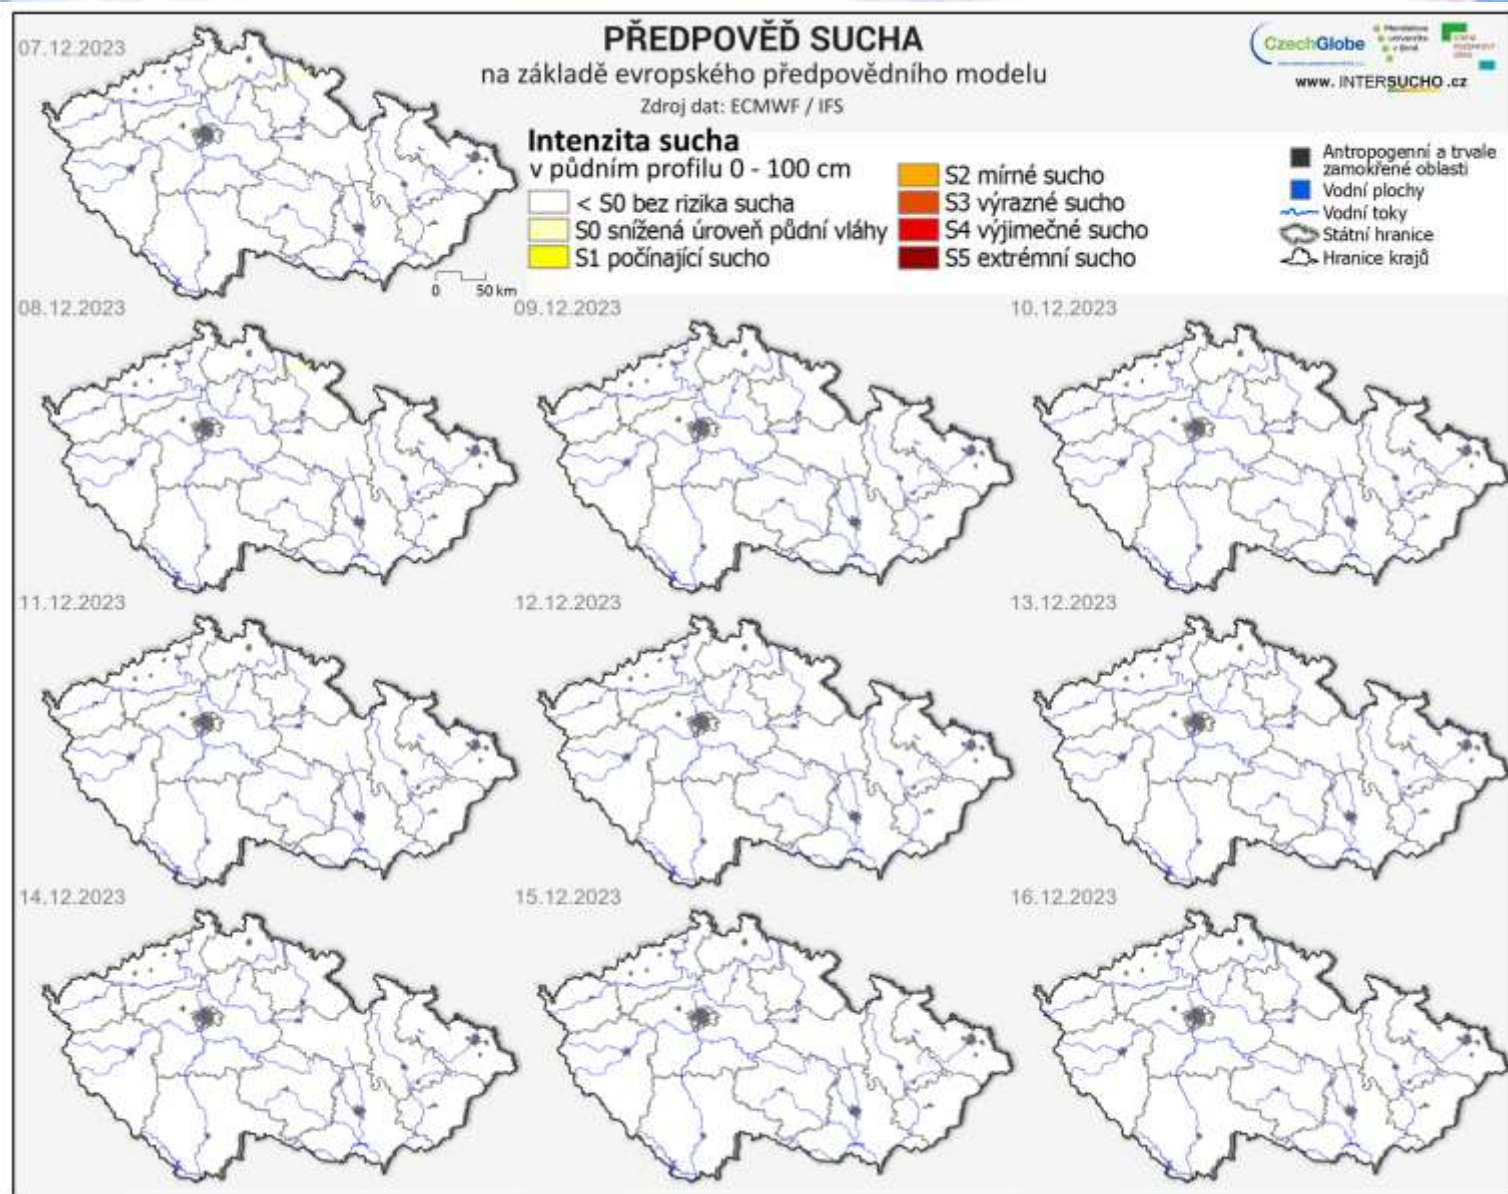 07.12.2023
PŘEDPOVĚĎ SUCHA
na základě evropského předpovědního modelu
Zdroj dat: ECMWF / IFS
CzechGlobe
Mendelova
univerzita
v Brně
www. INTERSUCHO .cz
Intenzita sucha
v půdním profilu 0 - 100 cm
< S0 bez rizika sucha
S0 snížená úroveň půdní vláhy
S1 počínající sucho
S2 mírné sucho
S3 výrazné sucho
S4 výjimečné sucho
S5 extrémní sucho
Antropogenní a trvale
zamokřené oblasti
Vodní plochy
Vodní toky
Státní hranice
Hranice krajů
0 50 km
08.12.2023
09.12.2023
10.12.2023
11.12.2023
12.12.2023
13.12.2023
14.12.2023
15.12.2023
16.12.2023